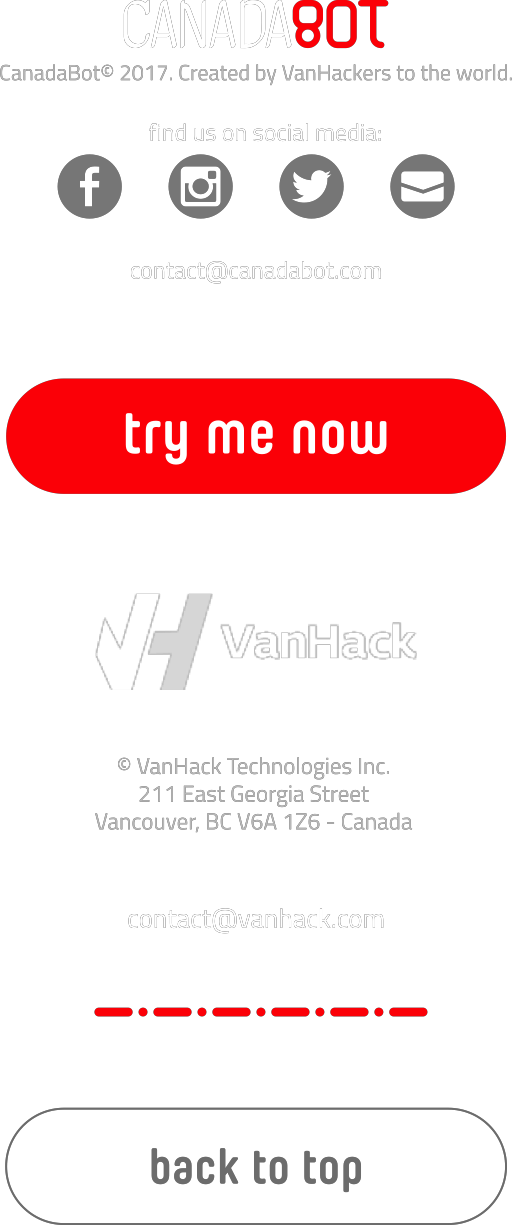 CANADABOT
CanadaBot© 2017. Created by VanHackers to the world.
find us on social media:
contact@canadabot.com
try me now
VanHack
© VanHack Technologies Inc.
211 East Georgia Street
Vancouver, BC V6A 1Z6 - Canada
contact@vanhack.com
back to top